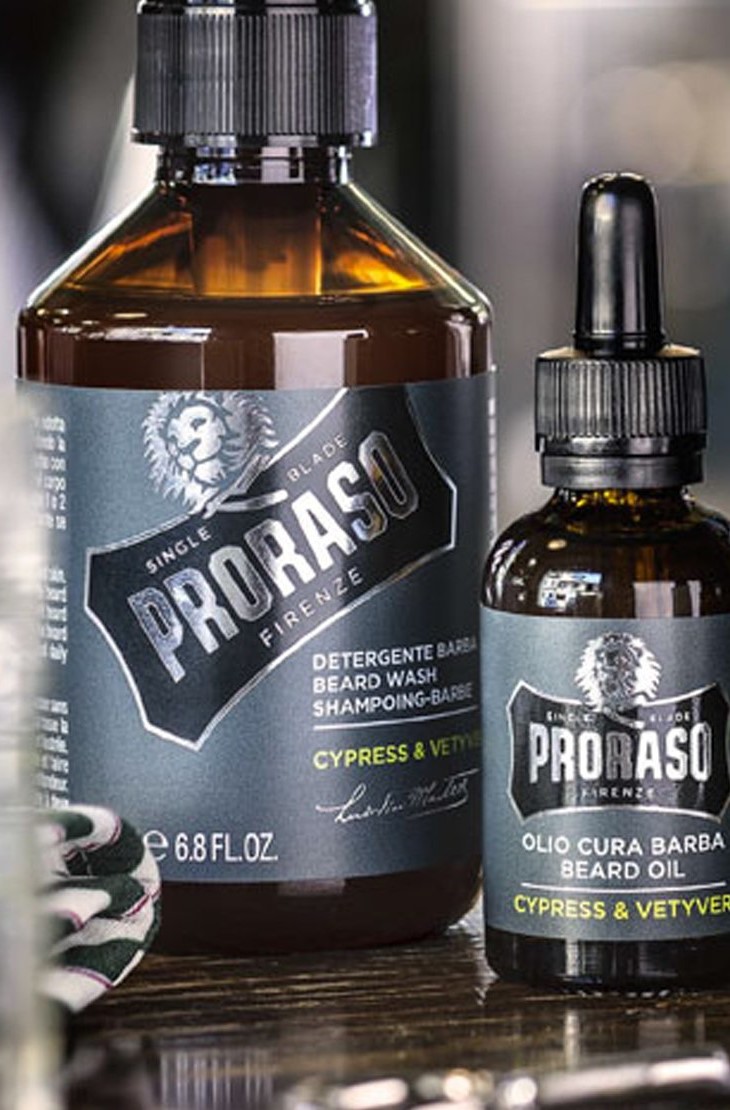 SINGLE BLADE
PRORASO
FIRENZE
DETERGENTE BARBA
BEARD WASH
SHAMPOING-BARBE
CYPRESS &
e 6.8 FL.OZ.
SINGLE BLADE
PRORASO
FIRENZE
OLIO CURA BARBA
BEARD OIL
CYPRESS & VETYVER